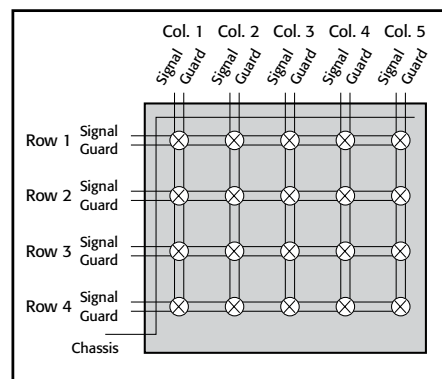 Col. 1 Col. 2 Col. 3 Col. 4 Col. 5
Signal Guard Signal Guard Signal Guard Signal Guard Signal Guard
Row 1 Signal
Guard
Row 2 Signal
Guard
Row 3 Signal
Guard
Row 4 Signal
Guard
Chassis